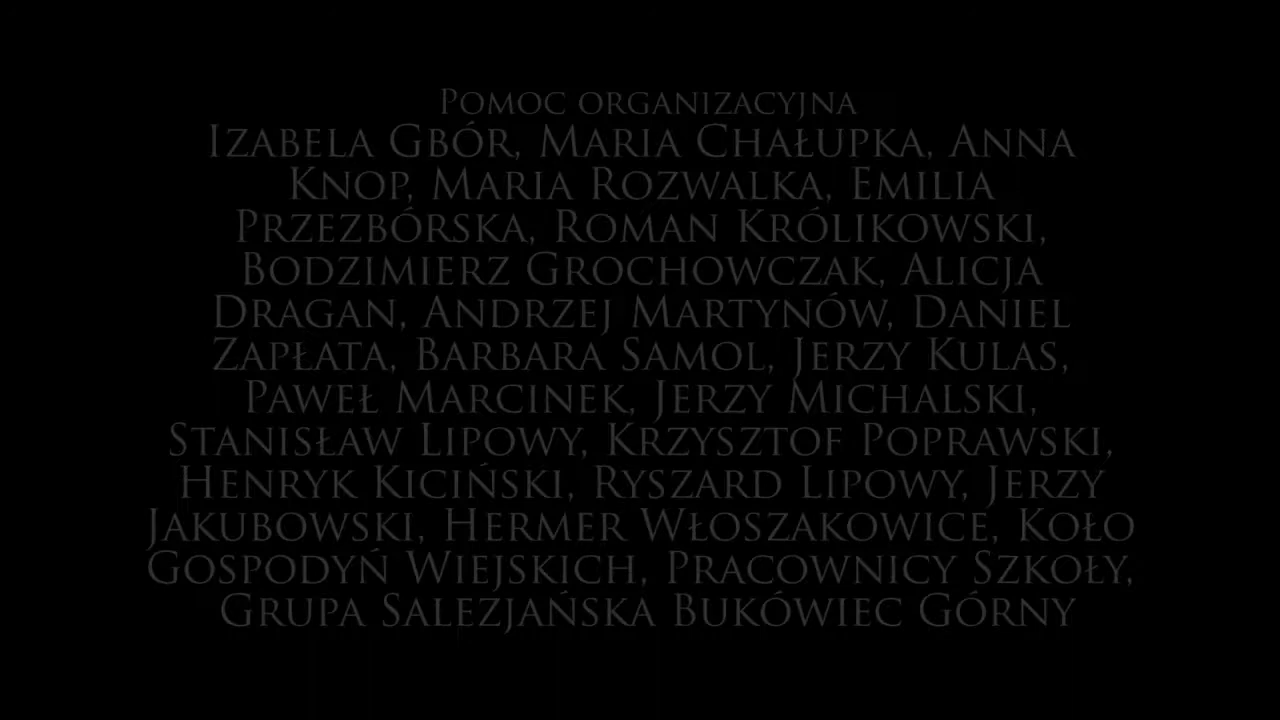 Pomoc organizacyjna
Izabela Gbór, Maria Chałupka, Anna
Knop, Maria Rozwalka, Emilia
Przezbórska, Roman Królikowski,
Bodzimierz Grochowczak, Alicja
Dragan, Andrzej Martynów, Daniel
Zapłata, Barbara Samol, Jerzy Kulas,
Paweł Marcinek, Jerzy Michalski,
Stanisław Lipowy, Krzysztof Poprawski,
Henryk Kiciński, Ryszard Lipowy, Jerzy
Jakubowski, Hermer Włoszakowice, Koło
Gospodyń Wiejskich, Pracownicy Szkoły,
Grupa Salezjańska Bukówiec Górny